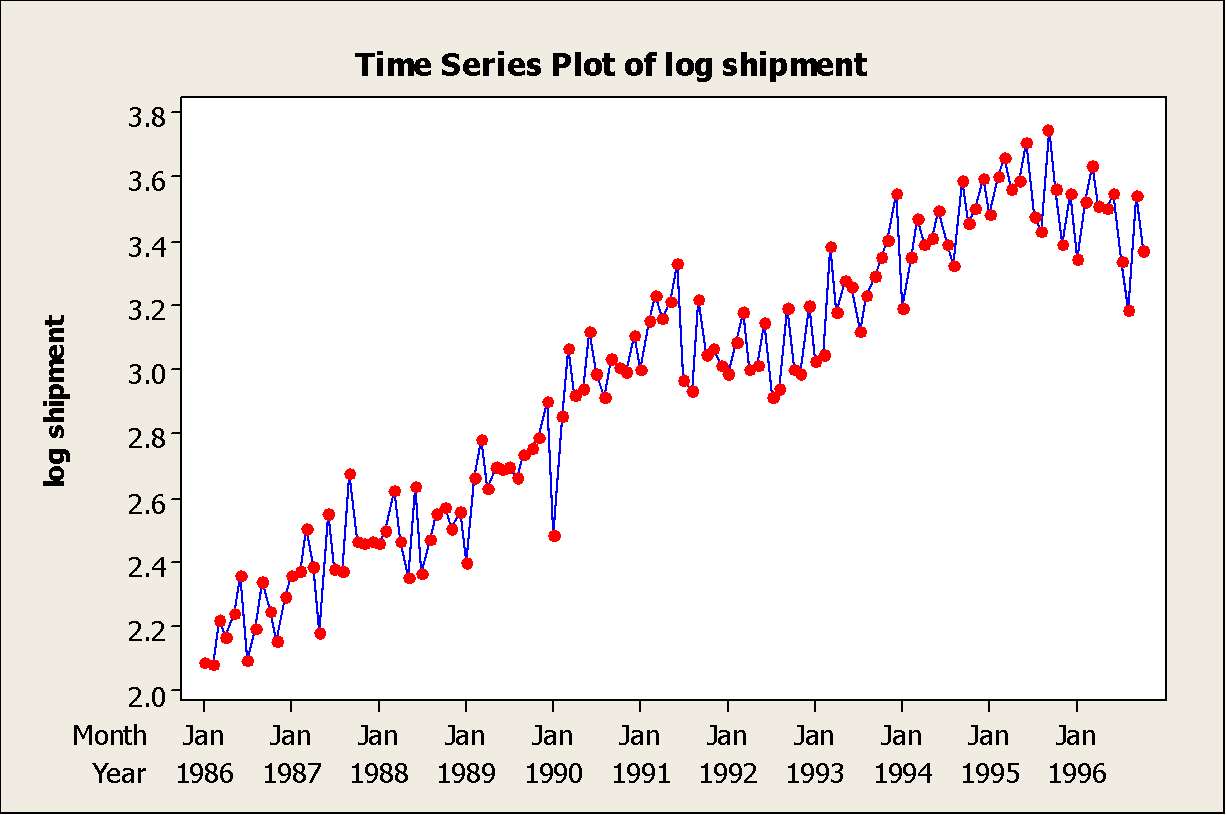 Time Series Plot of log shipment
3.8
3.6
3.4
3.2
3.0
2.8
2.6
2.4
2.2
2.0
log shipment
Month Jan Jan Jan Jan Jan Jan Jan Jan Jan Jan Jan
Year 1986 1987 1988 1989 1990 1991 1992 1993 1994 1995 1996